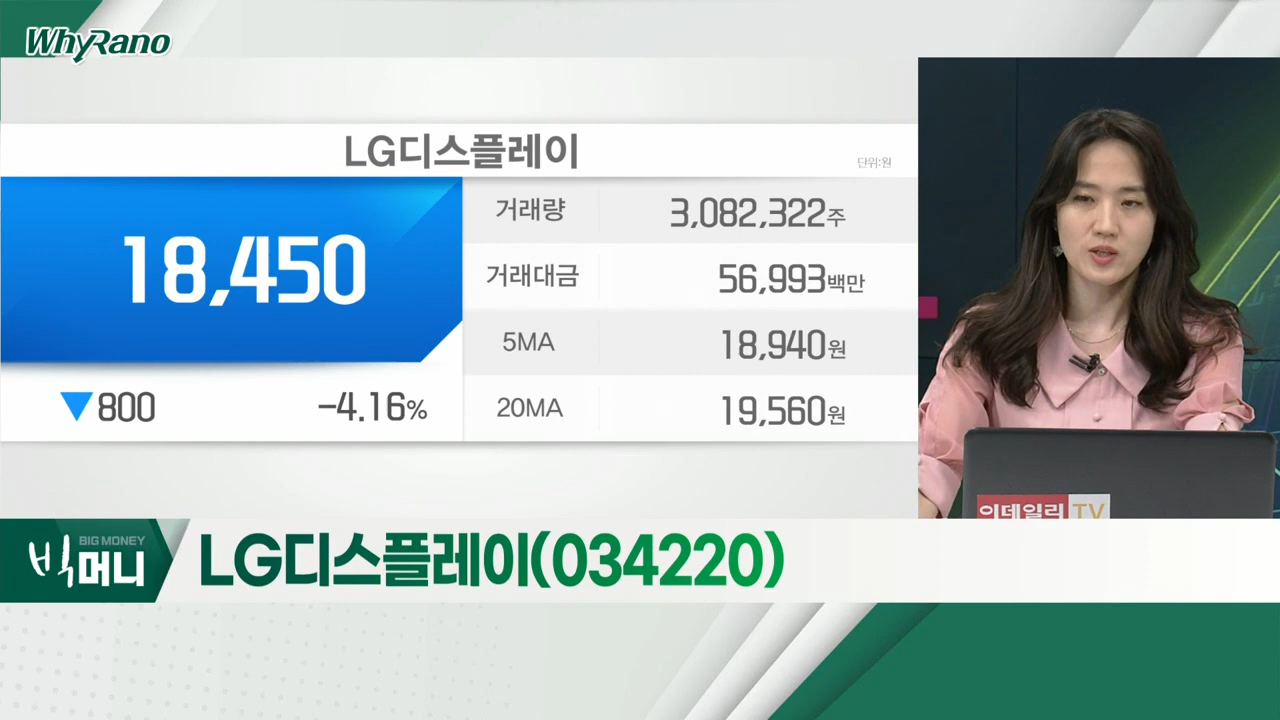 WhyRano
LG디스플레이
단위:원
18,450
▼800
-4.16%
거래량
3,082,322주
거래대금
56,993백만
5MA
18,940원
20MA
19,560원
이데일리TV
BIG MONEY
빅머니
LG디스플레이(034220)